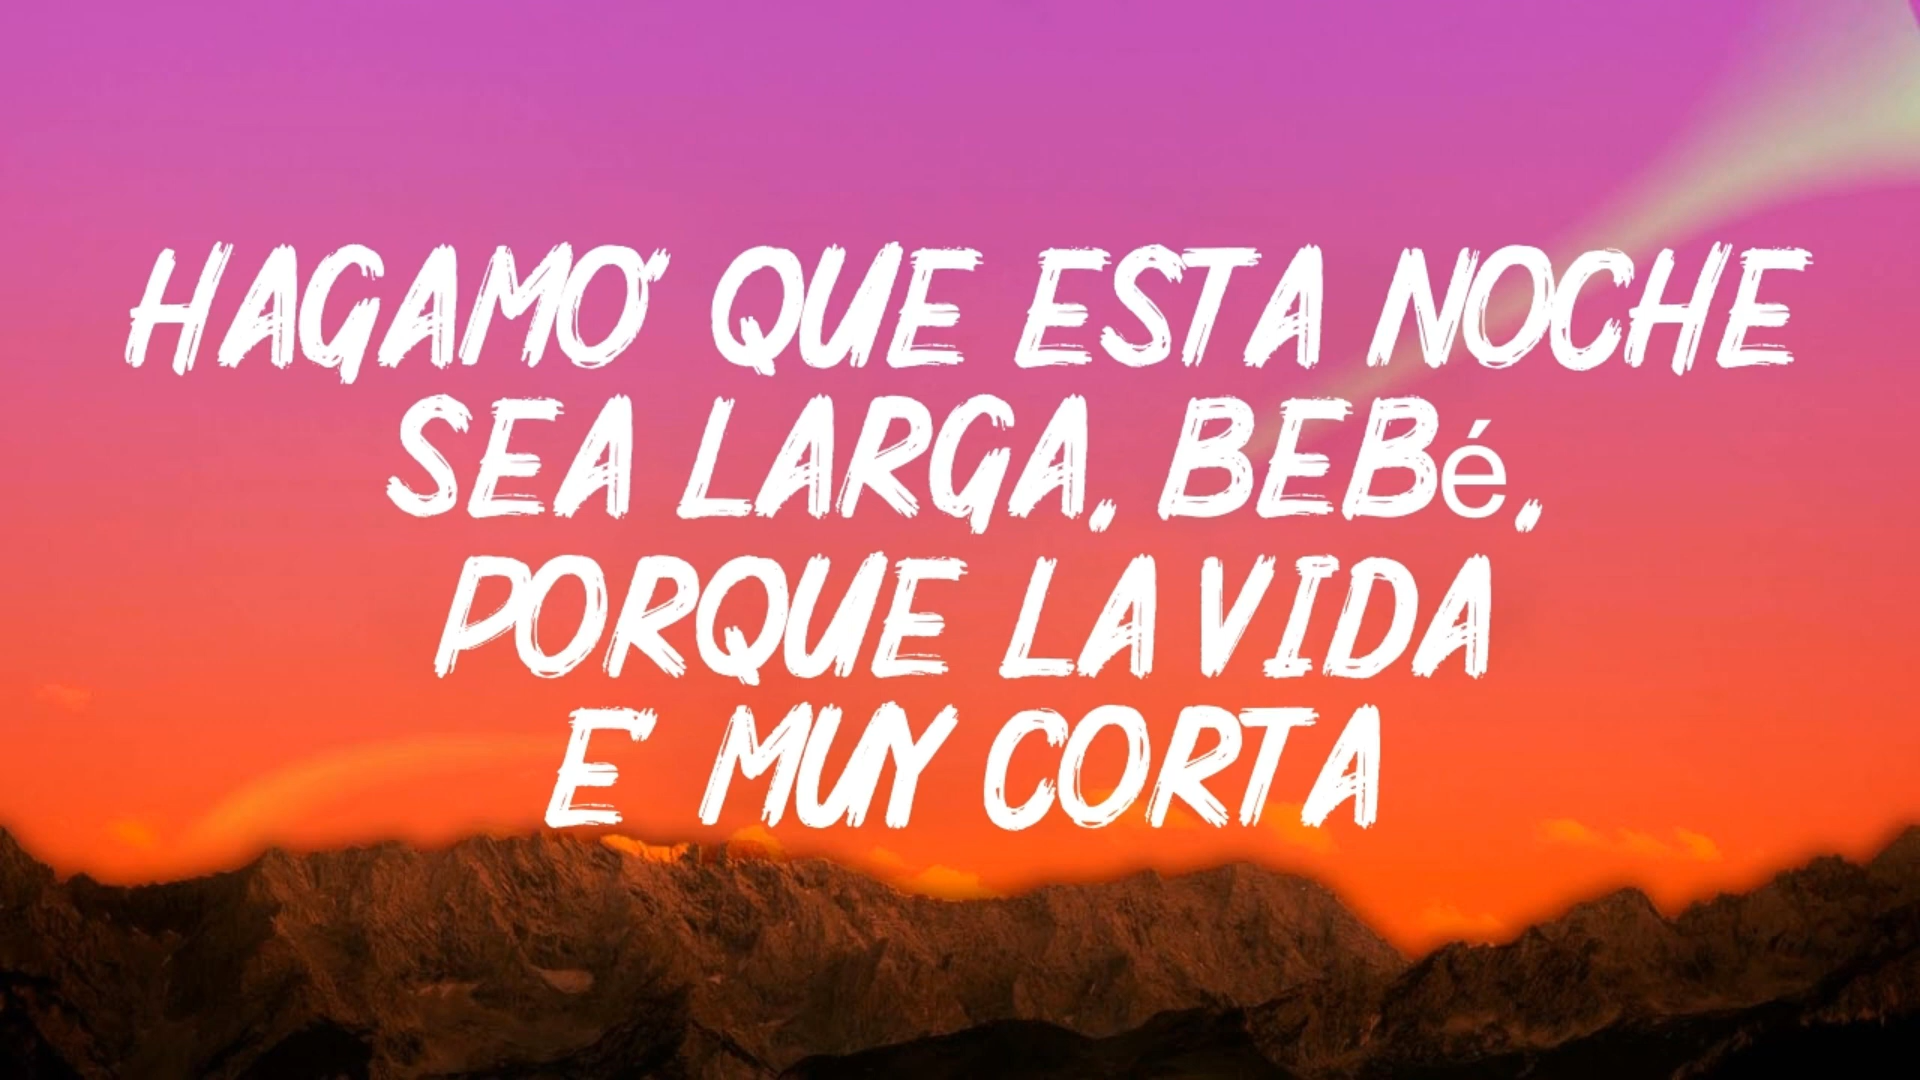 HAGAMO' QUE ESTA NOCHE
SEA LARGA, BEBé,
PORQUE LA VIDA
E' MUY CORTA